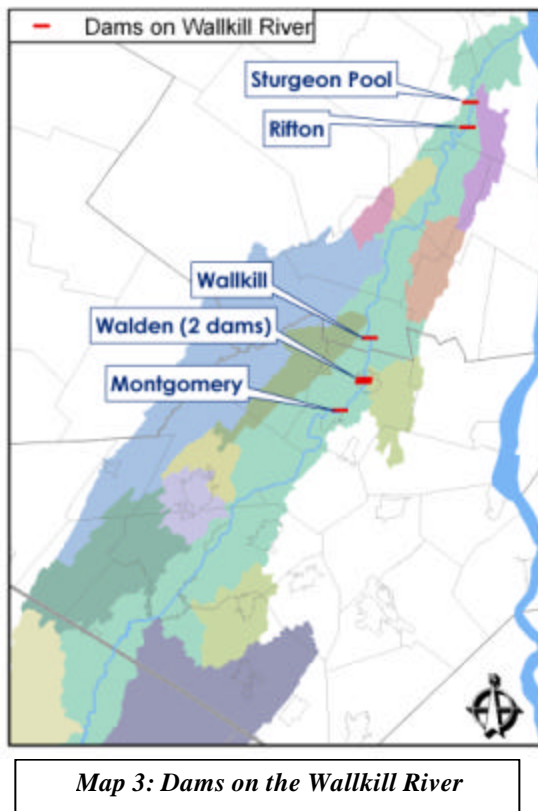 Dams on Wallkill River
Sturgeon Pool
Rifton
Wallkill
Walden (2 dams)
Montgomery
Map 3: Dams on the Wallkill River